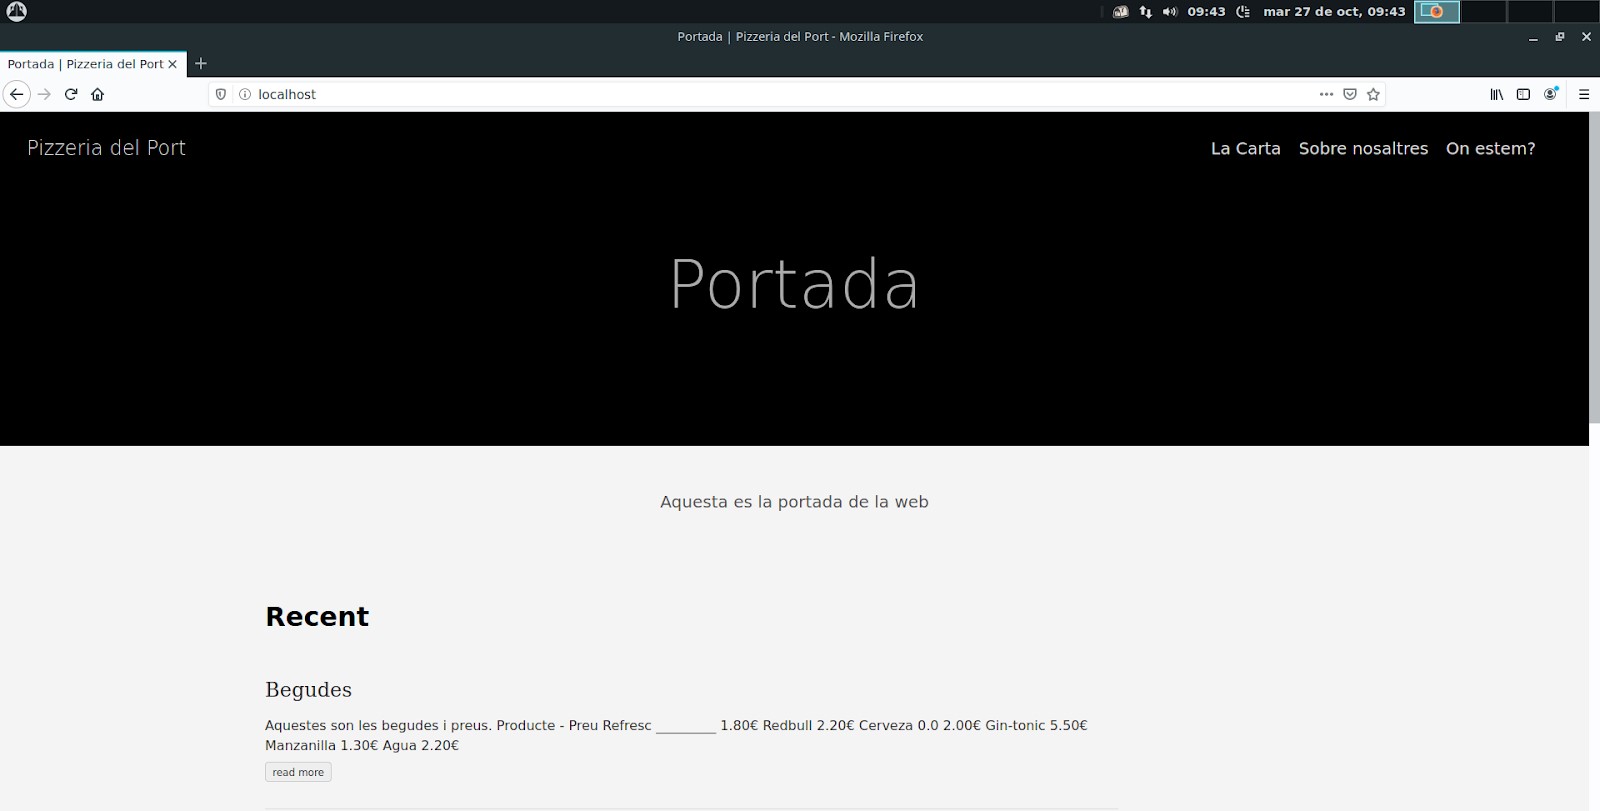 09:43 mar 27 de oct, 09:43
Portada | Pizzeria del Port - Mozilla Firefox
Portada | Pizzeria del Port
localhost
Pizzeria del Port
La Carta Sobre nosaltres On estem?
Portada
Aquesta es la portada de la web
Recent
Begudes
Aquestes son les begudes i preus. Producte - Preu Refresc _________ 1.80€ Redbull 2.20€ Cerveza 0.0 2.00€ Gin-tonic 5.50€
Manzanilla 1.30€ Agua 2.20€
read more